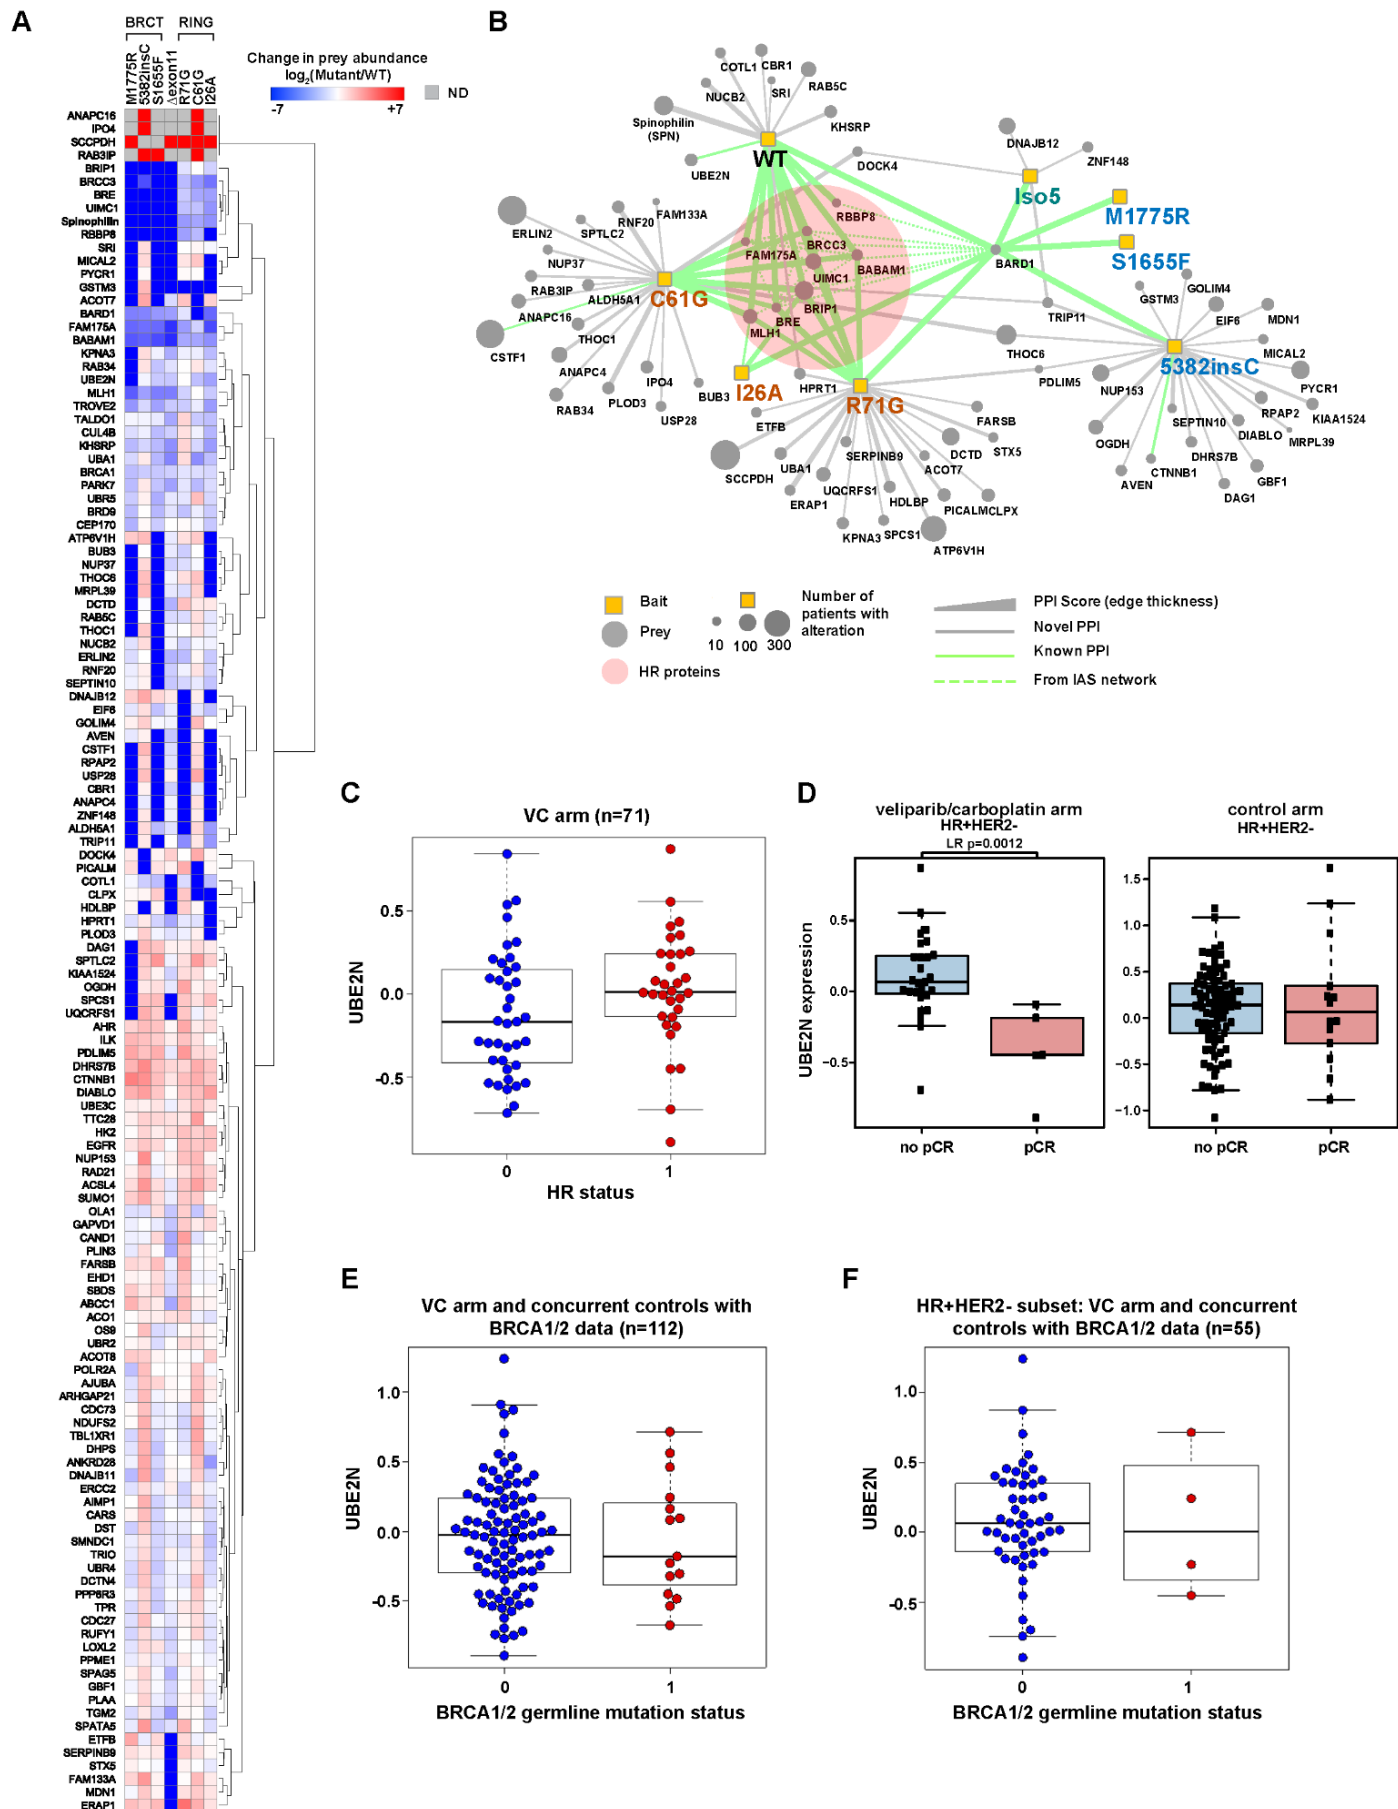 A
BRCT RING
M1775R
5382insC
S1655F
Δexon11
R71G
C61G
I26A
Change in prey abundance
log2(Mutant/WT)
-7 +7
ND
ANAPC16
IPO4
SCCPDH
RAB3IP
BRIP1
BRCC3
BRE
UIMC1
Spinophilin
RBBP8
SRI
MICAL2
PYCR1
GSTM3
ACOT7
BARD1
FAM175A
BABAM1
KPNA3
RAB34
UBE2N
MLH1
TROVE2
TALDO1
CUL4B
KHSRP
UBA1
BRCA1
PARK7
UBR5
BRD9
CEP170
ATP6V1H
BUB3
NUP37
THOC6
MRPL39
DCTD
RAB5C
THOC1
NUCB2
ERLIN2
RNF20
SEPTIN10
DNAJB12
EIF6
GOLIM4
AVEN
CSTF1
RPAP2
USP28
CBR1
ANAPC4
ZNF148
ALDH5A1
TRIP11
DOCK4
PICALM
COTL1
CLPX
HDLBP
HPRT1
PLOD3
DAG1
SPTLC2
KIAA1524
OGDH
SPCS1
UQCRFS1
AHR
ILK
PDLIM5
DHRS7B
CTNNB1
DIABLO
UBE3C
TTC28
HK2
EGFR
NUP153
RAD21
ACSL4
SUMO1
OLA1
GAPVD1
CAND1
PLIN3
FARSB
EHD1
SBDS
ABCC1
ACO1
OS9
UBR2
ACOT8
POLR2A
AJUBA
ARHGAP21
CDC73
NDUFS2
TBL1XR1
DHPS
ANKRD28
DNAJB11
ERCC2
AIMP1
CARS
DST
SMNDC1
TRIO
UBR4
DCTN4
PPP6R3
TPR
CDC27
RUFY1
LOXL2
PPME1
SPAG5
GBF1
PLAA
TGM2
SPATA5
ETFB
SERPINB9
STX5
FAM133A
MDN1
ERAP1
B
COTL1 CBR1
SRI
RAB5C
NUCB2
Spinophilin
(SPN)
KHSRP
WT
UBE2N
DOCK4
DNAJB12
ZNF148
Iso5
M1775R
S1655F
RBBP8
BRCC3
FAM175A
BABAM1
UIMC1
BRIP1
BRE
MLH1
BARD1
ERLIN2
SPTLC2
RNF20
FAM133A
NUP37
RAB3IP
ALDH5A1
C61G
ANAPC16
THOC1
CSTF1
ANAPC4
RAB34
PLOD3
IPO4
USP28
BUB3
I26A
HPRT1
R71G
TRIP11
THOC6
PDLIM5
GSTM3
GOLIM4
EIF6
MDN1
MICAL2
5382insC
PYCR1
NUP153
RPAP2
KIAA1524
SEPTIN10
DIABLO
MRPL39
OGDH
DHRS7B
CTNNB1
GBF1
AVEN
DAG1
ETFB
FARSB
SERPINB9
DCTD
STX5
SCCPDH
UBA1
ACOT7
UQCRFS1
ERAP1
HDLBP
PICALM
CLPX
KPNA3
SPCS1
ATP6V1H
Bait
Prey
HR proteins
10 100 300
Number of
patients with
alteration
PPI Score (edge thickness)
Novel PPI
Known PPI
From IAS network
C
VC arm (n=71)
UBE2N
0.5
0.0
-0.5
0 1
HR status
D
veliparib/carboplatin arm
HR+HER2-
LR p=0.0012
UBE2N expression
0.5
0.0
−0.5
no pCR pCR
control arm
HR+HER2-
1.5
1.0
0.5
0.0
−0.5
−1.0
no pCR pCR
E
VC arm and concurrent controls with
BRCA1/2 data (n=112)
UBE2N
1.0
0.5
0.0
-0.5
0 1
BRCA1/2 germline mutation status
F
HR+HER2- subset: VC arm and concurrent
controls with BRCA1/2 data (n=55)
UBE2N
1.0
0.5
0.0
-0.5
0 1
BRCA1/2 germline mutation status